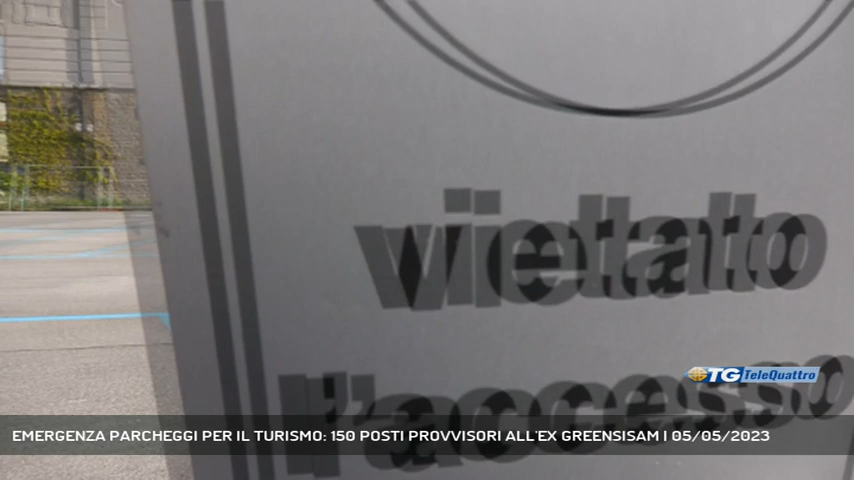 vietato
l'accesso
TG TeleQuattro
EMERGENZA PARCHEGGI PER IL TURISMO: 150 POSTI PROVVISORI ALL'EX GREENSISAM | 05/05/2023